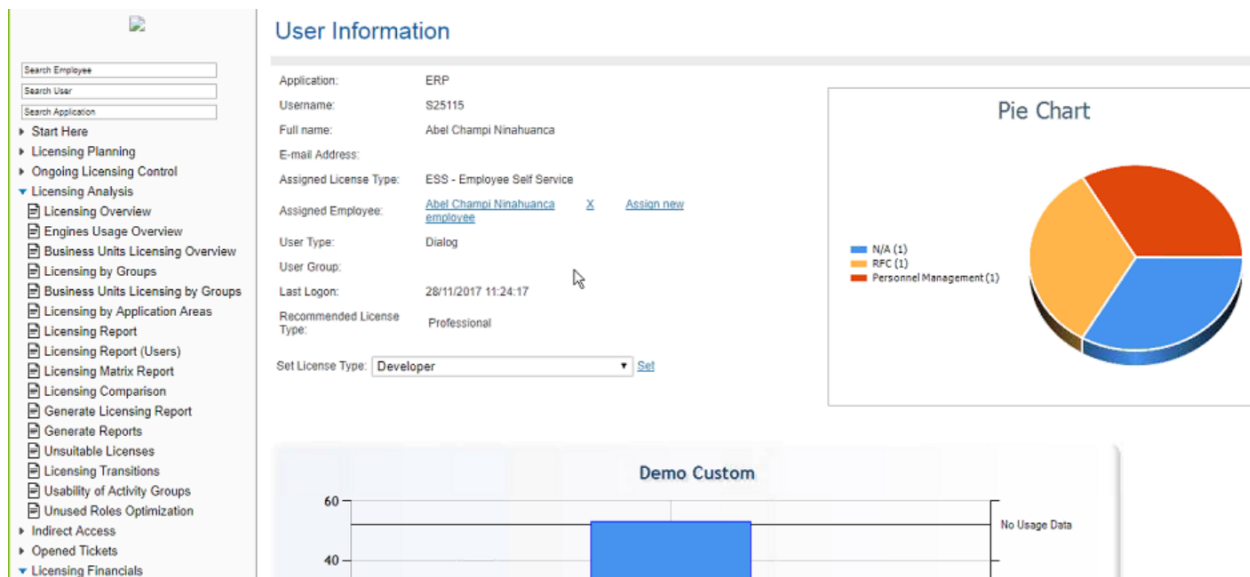 Search Employee
Search User
Search Application
Start Here
Licensing Planning
Ongoing Licensing Control
Licensing Analysis
Licensing Overview
Engines Usage Overview
Business Units Licensing Overview
Licensing by Groups
Business Units Licensing by Groups
Licensing by Application Areas
Licensing Report
Licensing Report (Users)
Licensing Matrix Report
Licensing Comparison
Generate Licensing Report
Generate Reports
Unsuitable Licenses
Licensing Transitions
Usability of Activity Groups
Unused Roles Optimization
Indirect Access
Opened Tickets
Licensing Financials
User Information
Application: ERP
Username: S25115
Full name: Abel Champi Ninahuanca
E-mail Address:
Assigned License Type: ESS - Employee Self Service
Assigned Employee: Abel Champi Ninahuanca X Assign new
employee
User Type: Dialog
User Group:
Last Logon: 28/11/2017 11:24:17
Recommended License
Type: Professional
Set License Type: Developer Set
Pie Chart
N/A (1)
RFC (1)
Personnel Management (1)
Demo Custom
60
No Usage Data
40